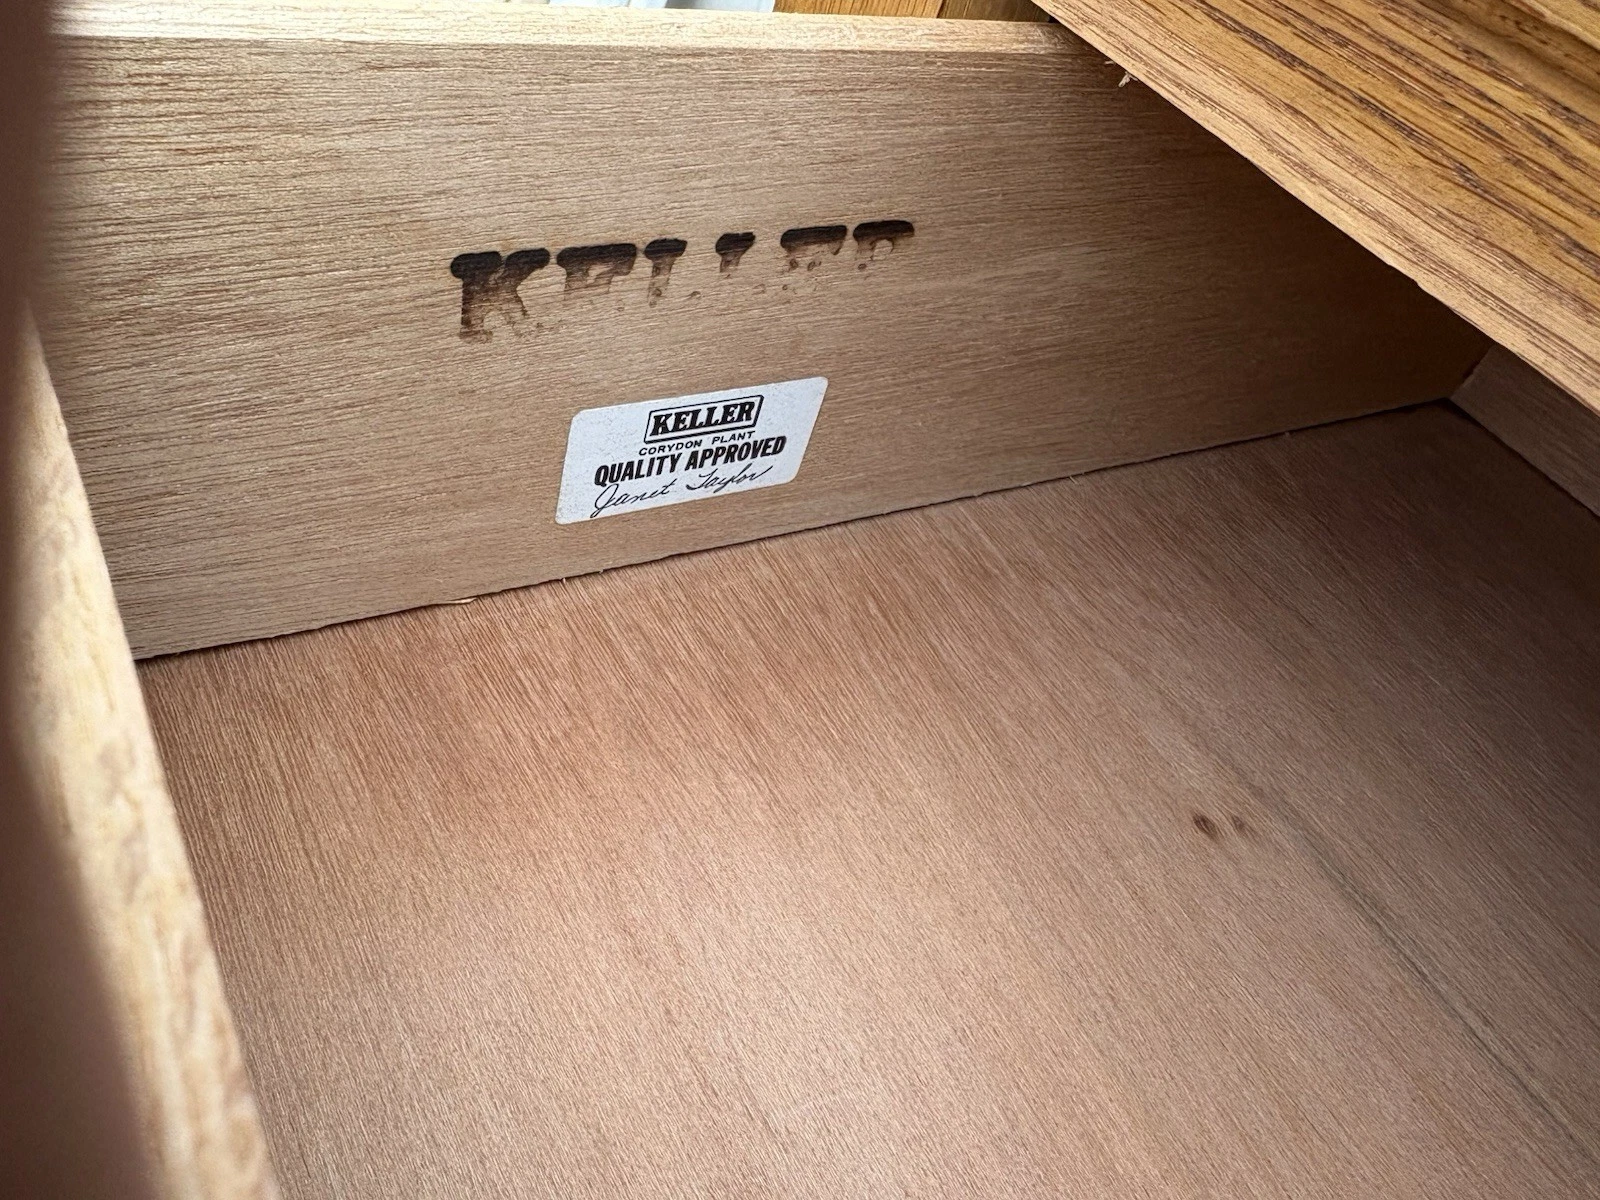 KELLER
KELLER
CORYDON PLANT
QUALITY APPROVED
Janet Taylor